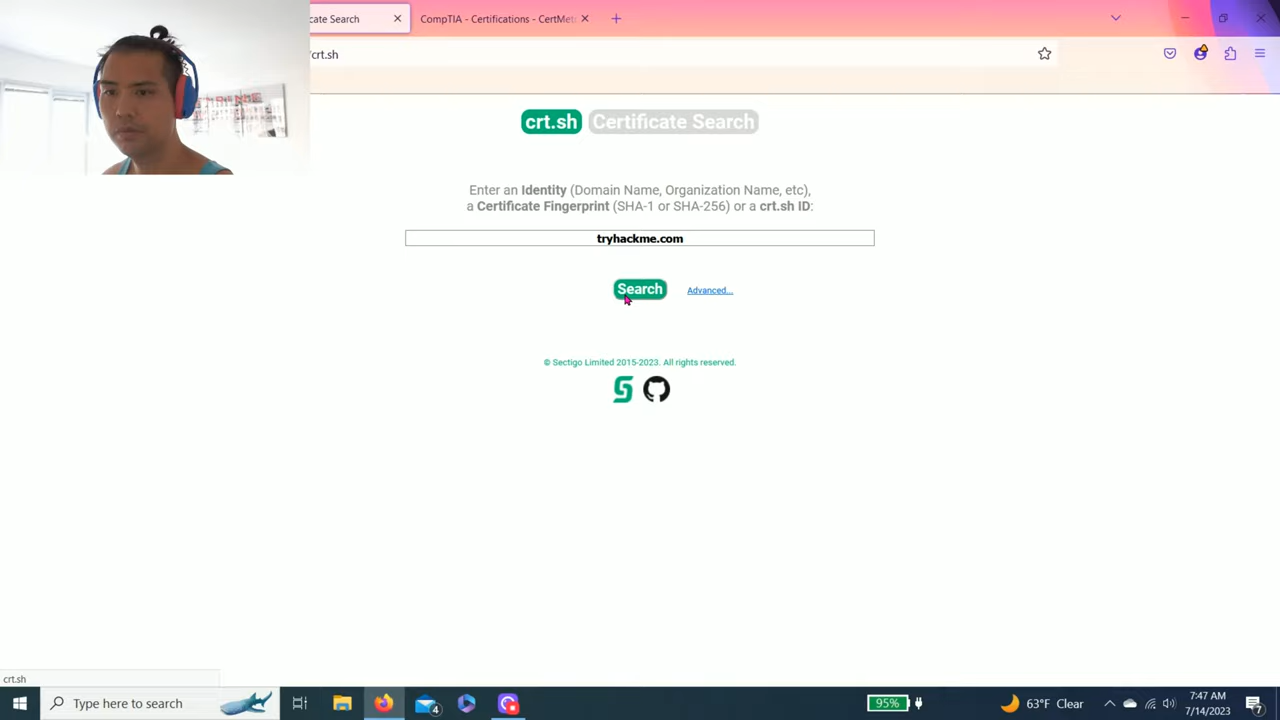 cate Search
CompTIA - Certifications - CertMet
crt.sh
crt.sh Certificate Search
Enter an Identity (Domain Name, Organization Name, etc),
a Certificate Fingerprint (SHA-1 or SHA-256) or a crt.sh ID:
tryhackme.com
Search
Advanced...
© Sectigo Limited 2015-2023. All rights reserved.
crt.sh
Type here to search
4
95%
63°F Clear
7:47 AM
7/14/2023
7